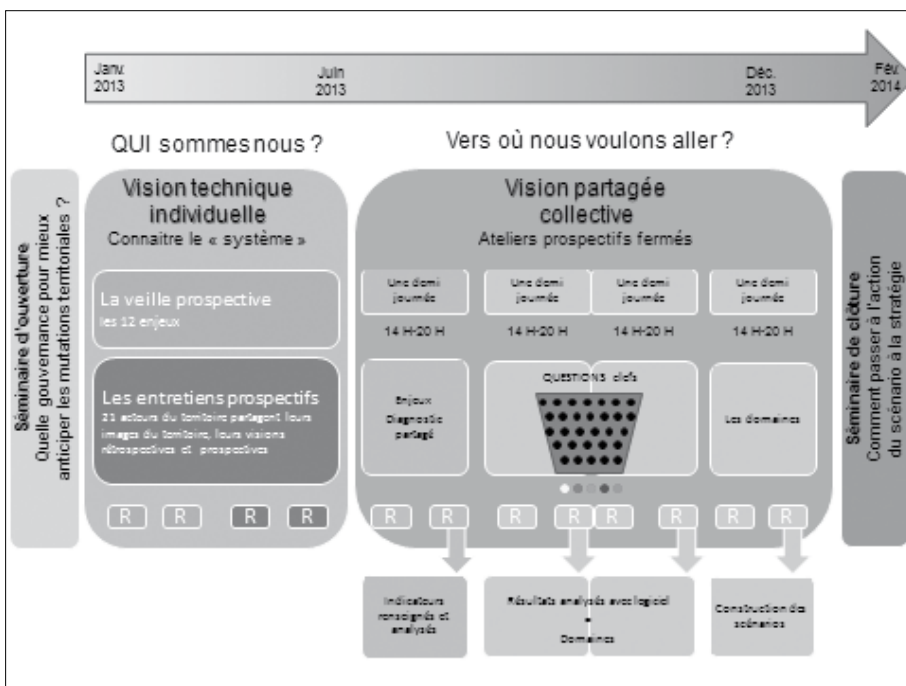 Janv.
2013
Juin
2013
Déc.
2013
Fév.
2014
QUI sommes nous ?
Vers où nous voulons aller ?
Séminaire d'ouverture
Quelle gouvernance pour mieux
anticiper les mutations territoriales ?
Vision technique
individuelle
Connaitre le « système »
La veille prospective
les 12 enjeux
Les entretiens prospectifs
21 acteurs du territoire partagent leurs
images du territoire, leurs visions
rétrospectives et prospectives
R R R R
Vision partagée
collective
Ateliers prospectifs fermés
Une demi
journée
Une demi
journée
Une demi
journée
Une demi
journée
14 H-20 H
14 H-20 H
14 H-20 H
14 H-20 H
Enjeux
Diagnostic
partagé
QUESTIONS clefs
Les domaines
R R R R R R R R
Indicateurs
renseignés et
analysés
Résultats analysés avec logiciel
=
Domaines
Construction des
scénarios
Séminaire de clôture
Comment passer à l'action
du scénario à la stratégie